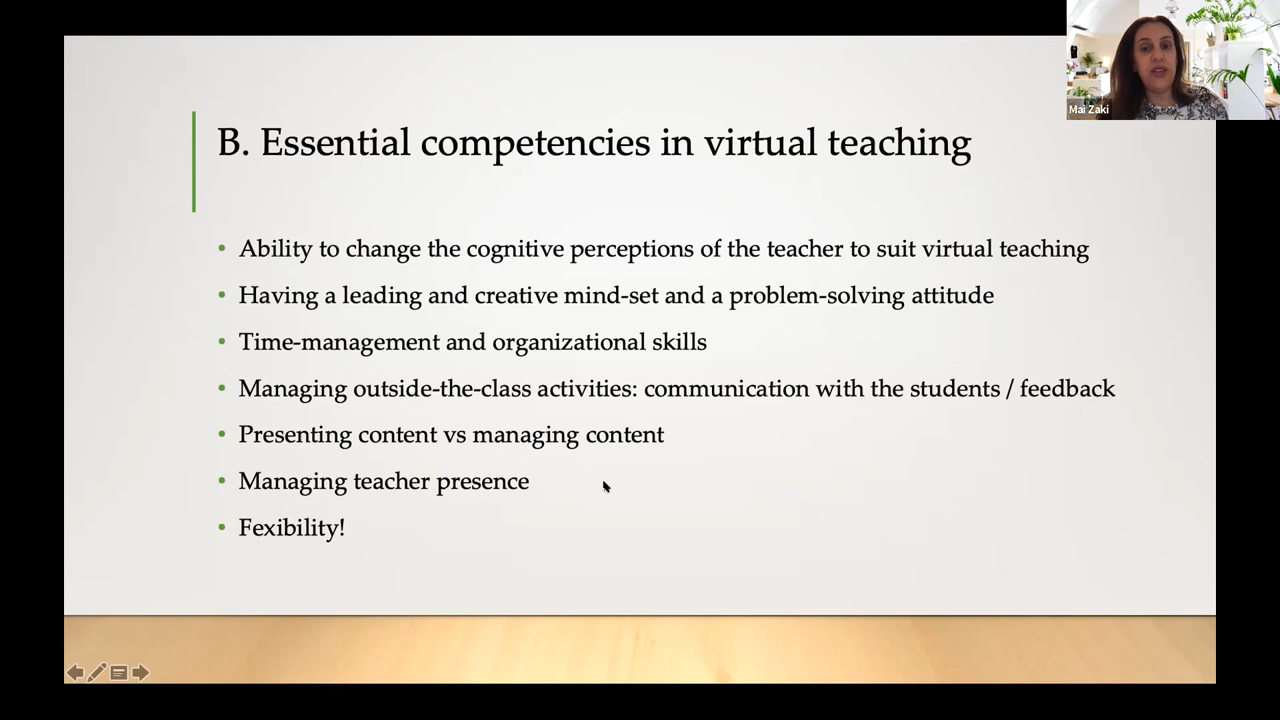 Mai Zaki
B. Essential competencies in virtual teaching
• Ability to change the cognitive perceptions of the teacher to suit virtual teaching
• Having a leading and creative mind-set and a problem-solving attitude
• Time-management and organizational skills
• Managing outside-the-class activities: communication with the students / feedback
• Presenting content vs managing content
• Managing teacher presence
• Fexibility!